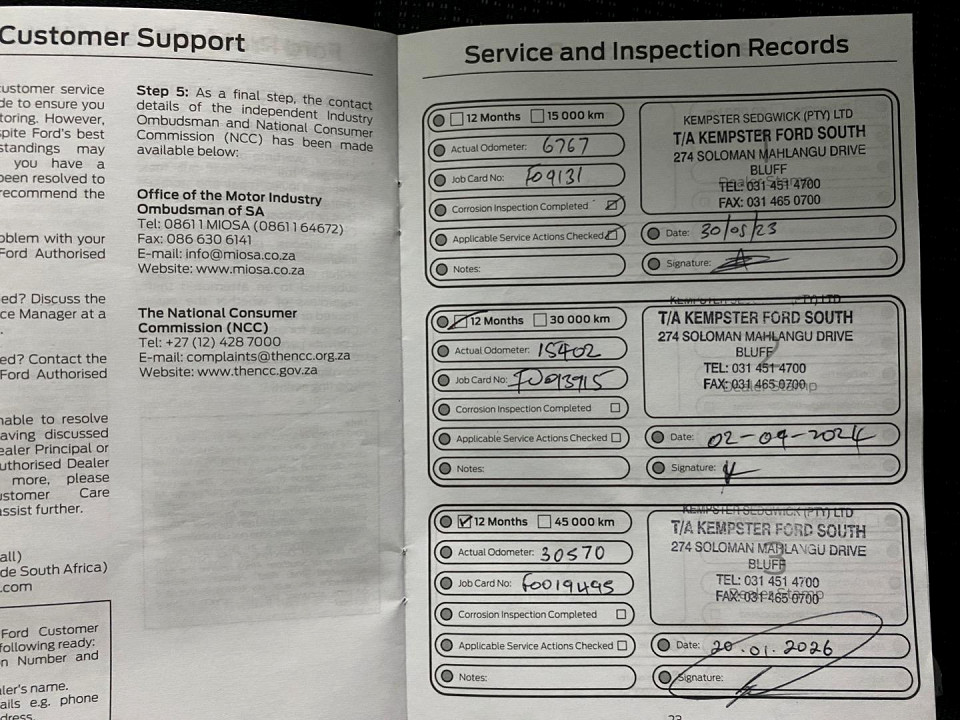 Customer Support
customer service
de to ensure you
toring. However,
spite Ford's best
standings may
you have a
been resolved to
recommend the
oblem with your
Ford Authorised
ed? Discuss the
ce Manager at a
ed? Contact the
Ford Authorised
nable to resolve
aving discussed
ealer Principal or
uthorised Dealer
more, please
ustomer Care
assist further.
all)
de South Africa)
.com
Ford Customer
following ready:
on Number and
ler's name.
ails e.g. phone
dress
Step 5: As a final step, the contact
details of the independent Industry
Ombudsman and National Consumer
Commission (NCC) has been made
available below:
Office of the Motor Industry
Ombudsman of SA
Tel: 0861 1 MIOSA (0861 1 64672)
Fax: 086 630 6141
E-mail: info@miosa.co.za
Website: www.miosa.co.za
The National Consumer
Commission (NCC)
Tel: +27 (12) 428 7000
E-mail: complaints@thencc.org.za
Website: www.thencc.gov.za
Service and Inspection Records
12 Months 15 000 km
Actual Odometer: 6767
Job Card No: F09131
Corrosion Inspection Completed
Applicable Service Actions Checked
Notes:
KEMPSTER SEDGWICK (PTY) LTD
T/A KEMPSTER FORD SOUTH
274 SOLOMAN MAHLANGU DRIVE
BLUFF
Dealer Stamp
TEL: 031 451 4700
FAX: 031 465 0700
1
Date: 30/05/23
Signature:
12 Months 30 000 km
Actual Odometer: 15402
Job Card No:
Corrosion Inspection Completed
Applicable Service Actions Checked
Notes:
T/A KEMPSTER FORD SOUTH
274 SOLOMAN MAHLANGU DRIVE
BLUFF
2
TEL: 031 451 4700
FAX: 031 465 0700
Dealer Stamp
Date: 02-09-2024
Signature:
12 Months 45 000 km
Actual Odometer: 30570
Job Card No: F0019495
Corrosion Inspection Completed
Applicable Service Actions Checked
Notes:
KEMPSTER SEDGWICK (PTY) LTD
T/A KEMPSTER FORD SOUTH
274 SOLOMAN MAHLANGU DRIVE
BLUFF
3
TEL: 031 451 4700
Dealer Stamp
FAX: 031 465 0700
Date: 20.01.2026
Signature: